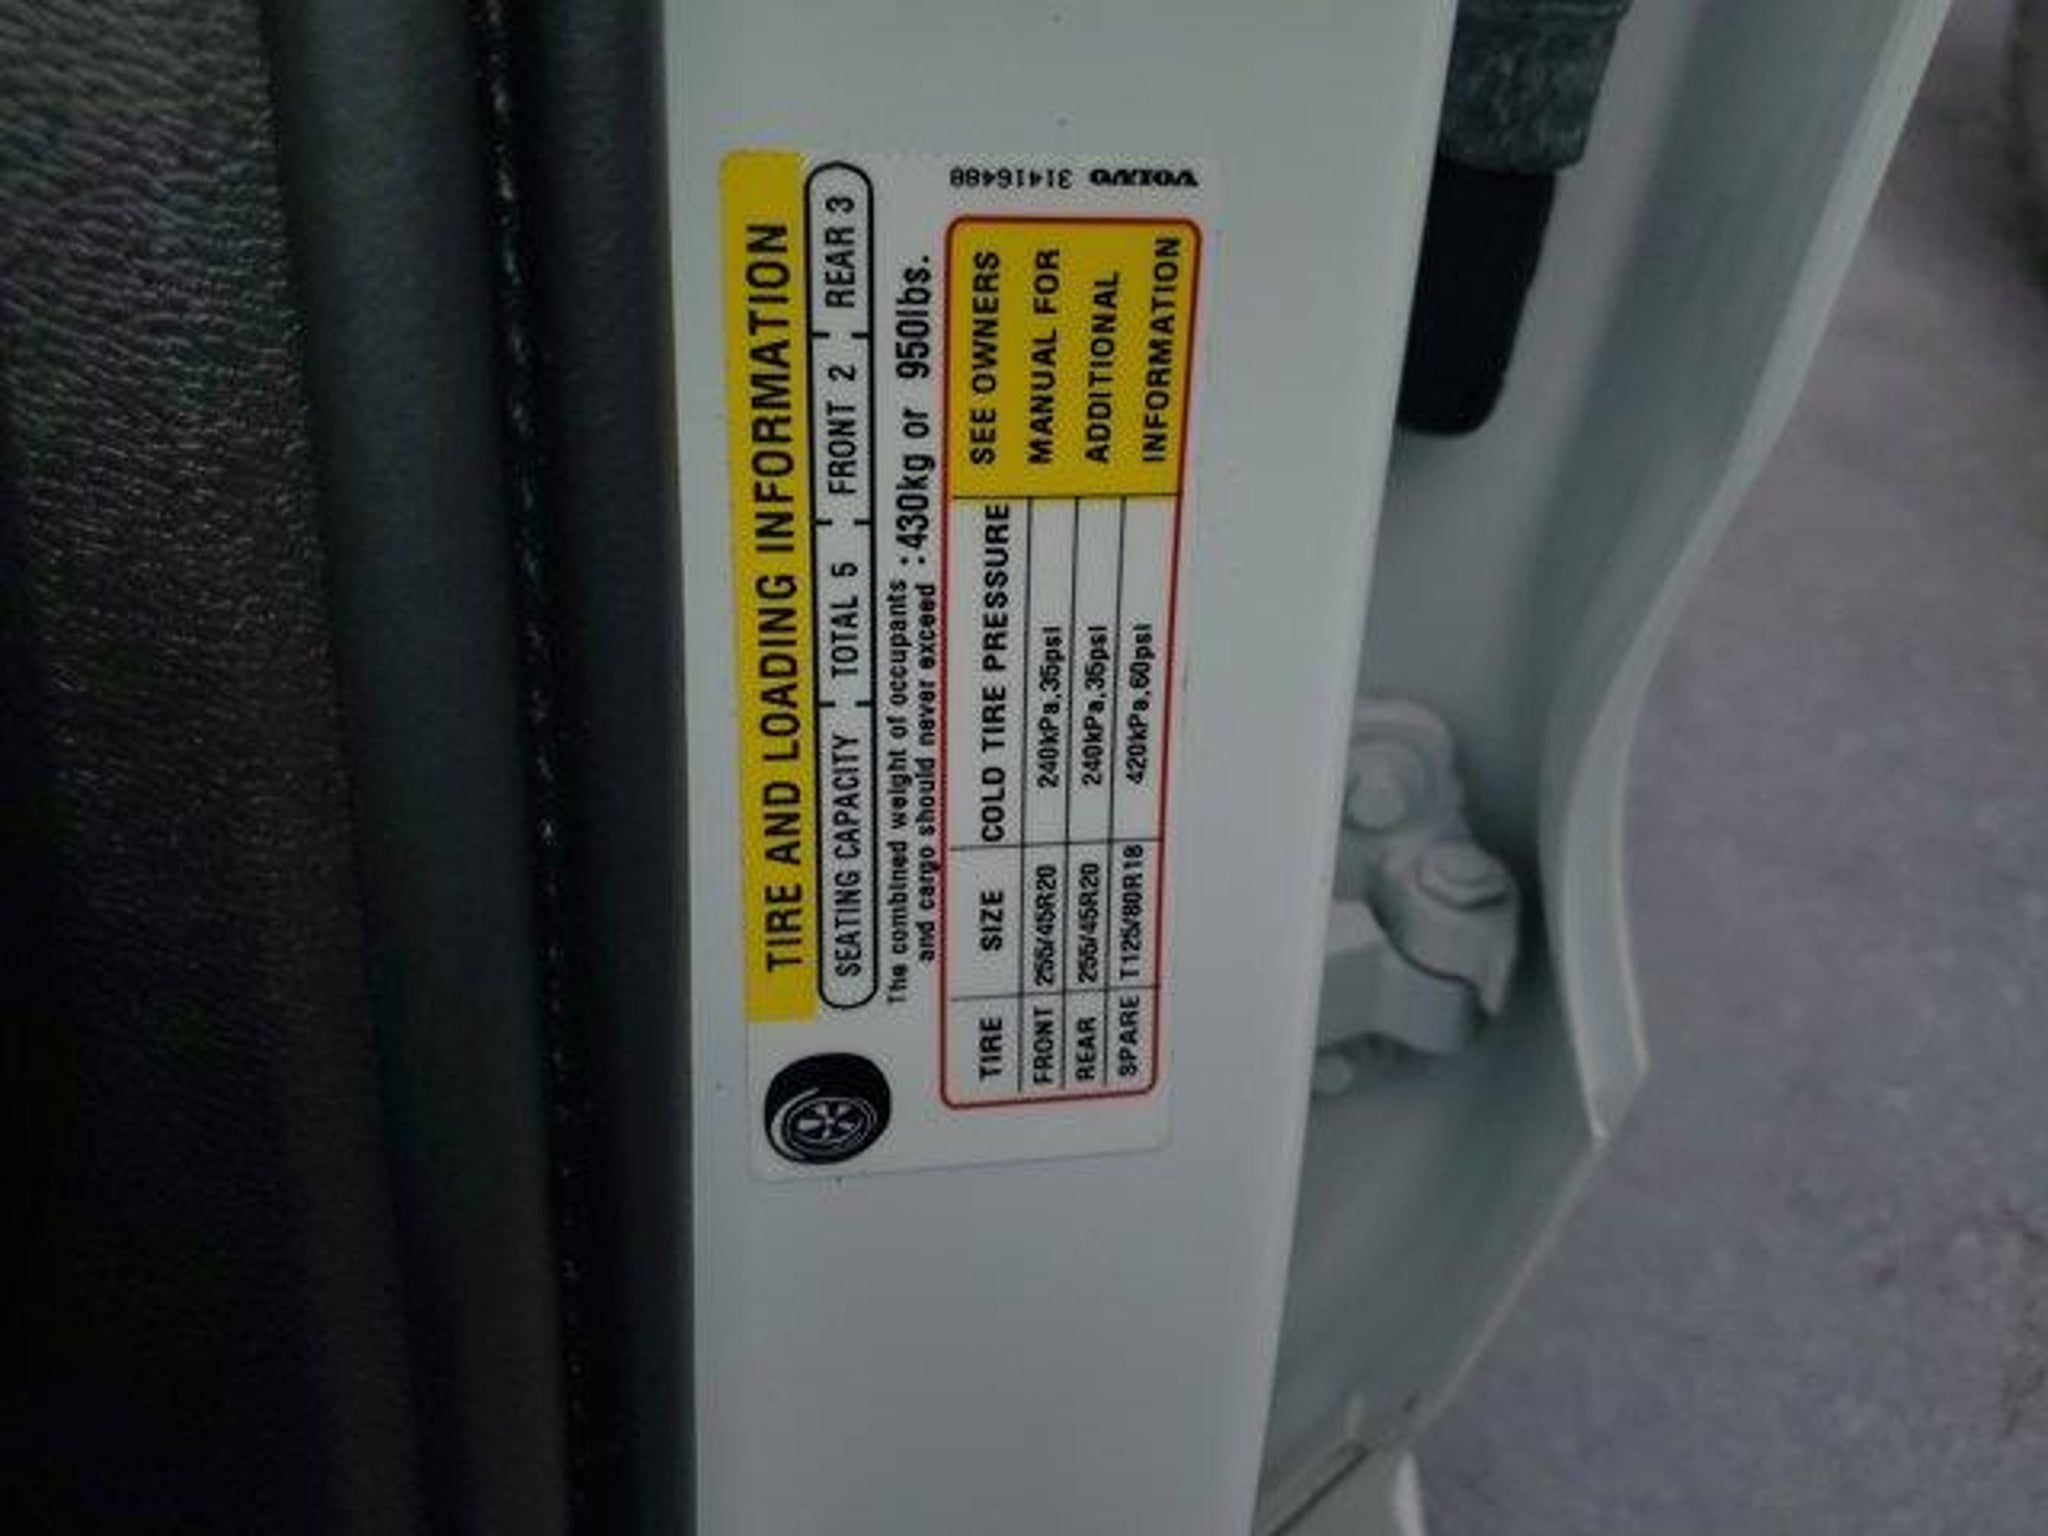 TIRE AND LOADING INFORMATION
SEATING CAPACITY TOTAL 5 FRONT 2 REAR 3
The combined weight of occupants and cargo should never exceed : 430kg or 950lbs.
TIRE SIZE COLD TIRE PRESSURE
FRONT 255/45R20 240kPa,35psi
REAR 255/45R20 240kPa,35psi
SPARE T125/80R18 420kPa,60psi
SEE OWNERS
MANUAL FOR
ADDITIONAL
INFORMATION
VOLVO 31416488